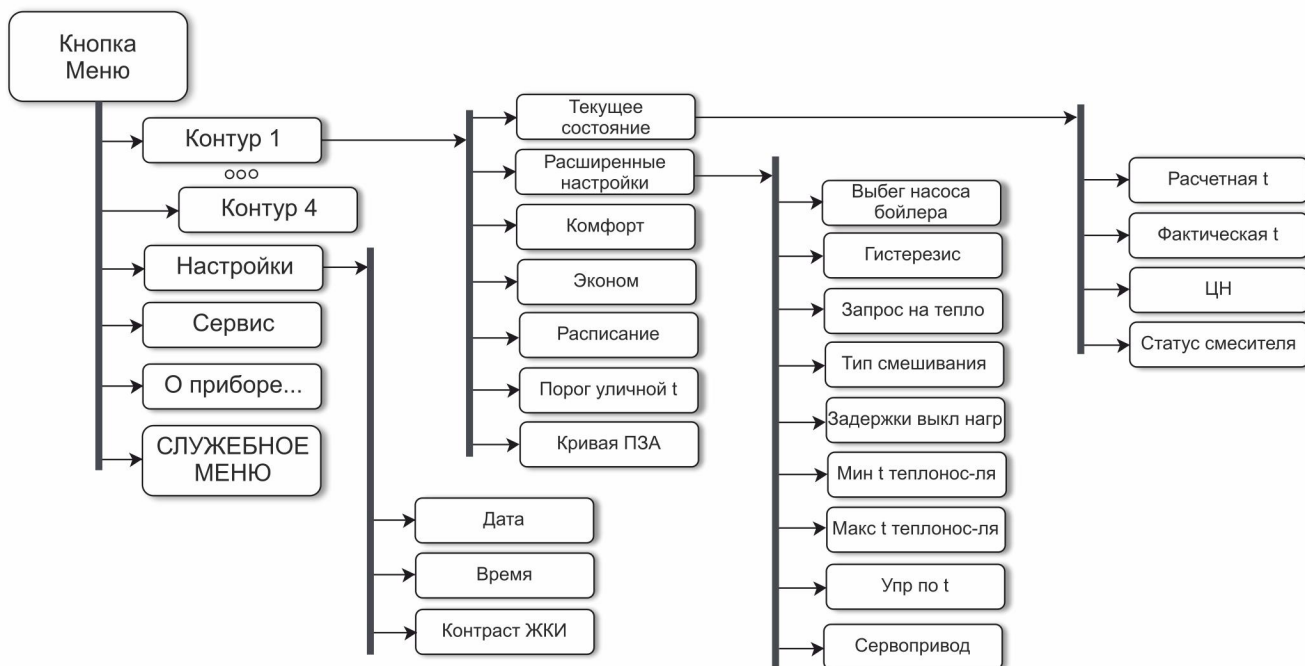 Кнопка
Меню
Контур 1
ооо
Контур 4
Настройки
Сервис
О приборе...
СЛУЖЕБНОЕ
МЕНЮ
Дата
Время
Контраст ЖКИ
Текущее
состояние
Расширенные
настройки
Комфорт
Эконом
Расписание
Порог уличной t
Кривая ПЗА
Выбег насоса
бойлера
Гистерезис
Запрос на тепло
Тип смешивания
Задержки выкл нагр
Мин t теплонос-ля
Макс t теплонос-ля
Упр по t
Сервопривод
Расчетная t
Фактическая t
ЦН
Статус смесителя